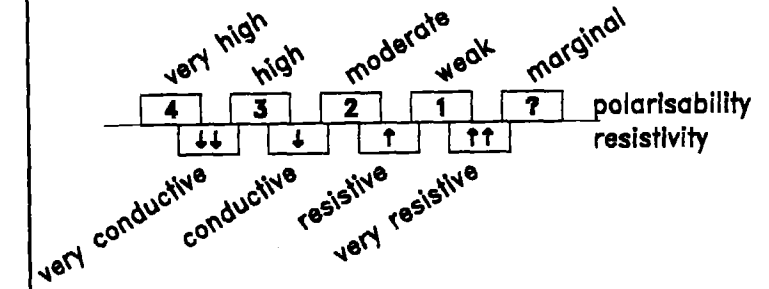 very high
high
moderate
weak
marginal
4 3 2 1 ? polarisability
↓↓ ↓ ↑ ↑↑ resistivity
very conductive
conductive
resistive
very resistive